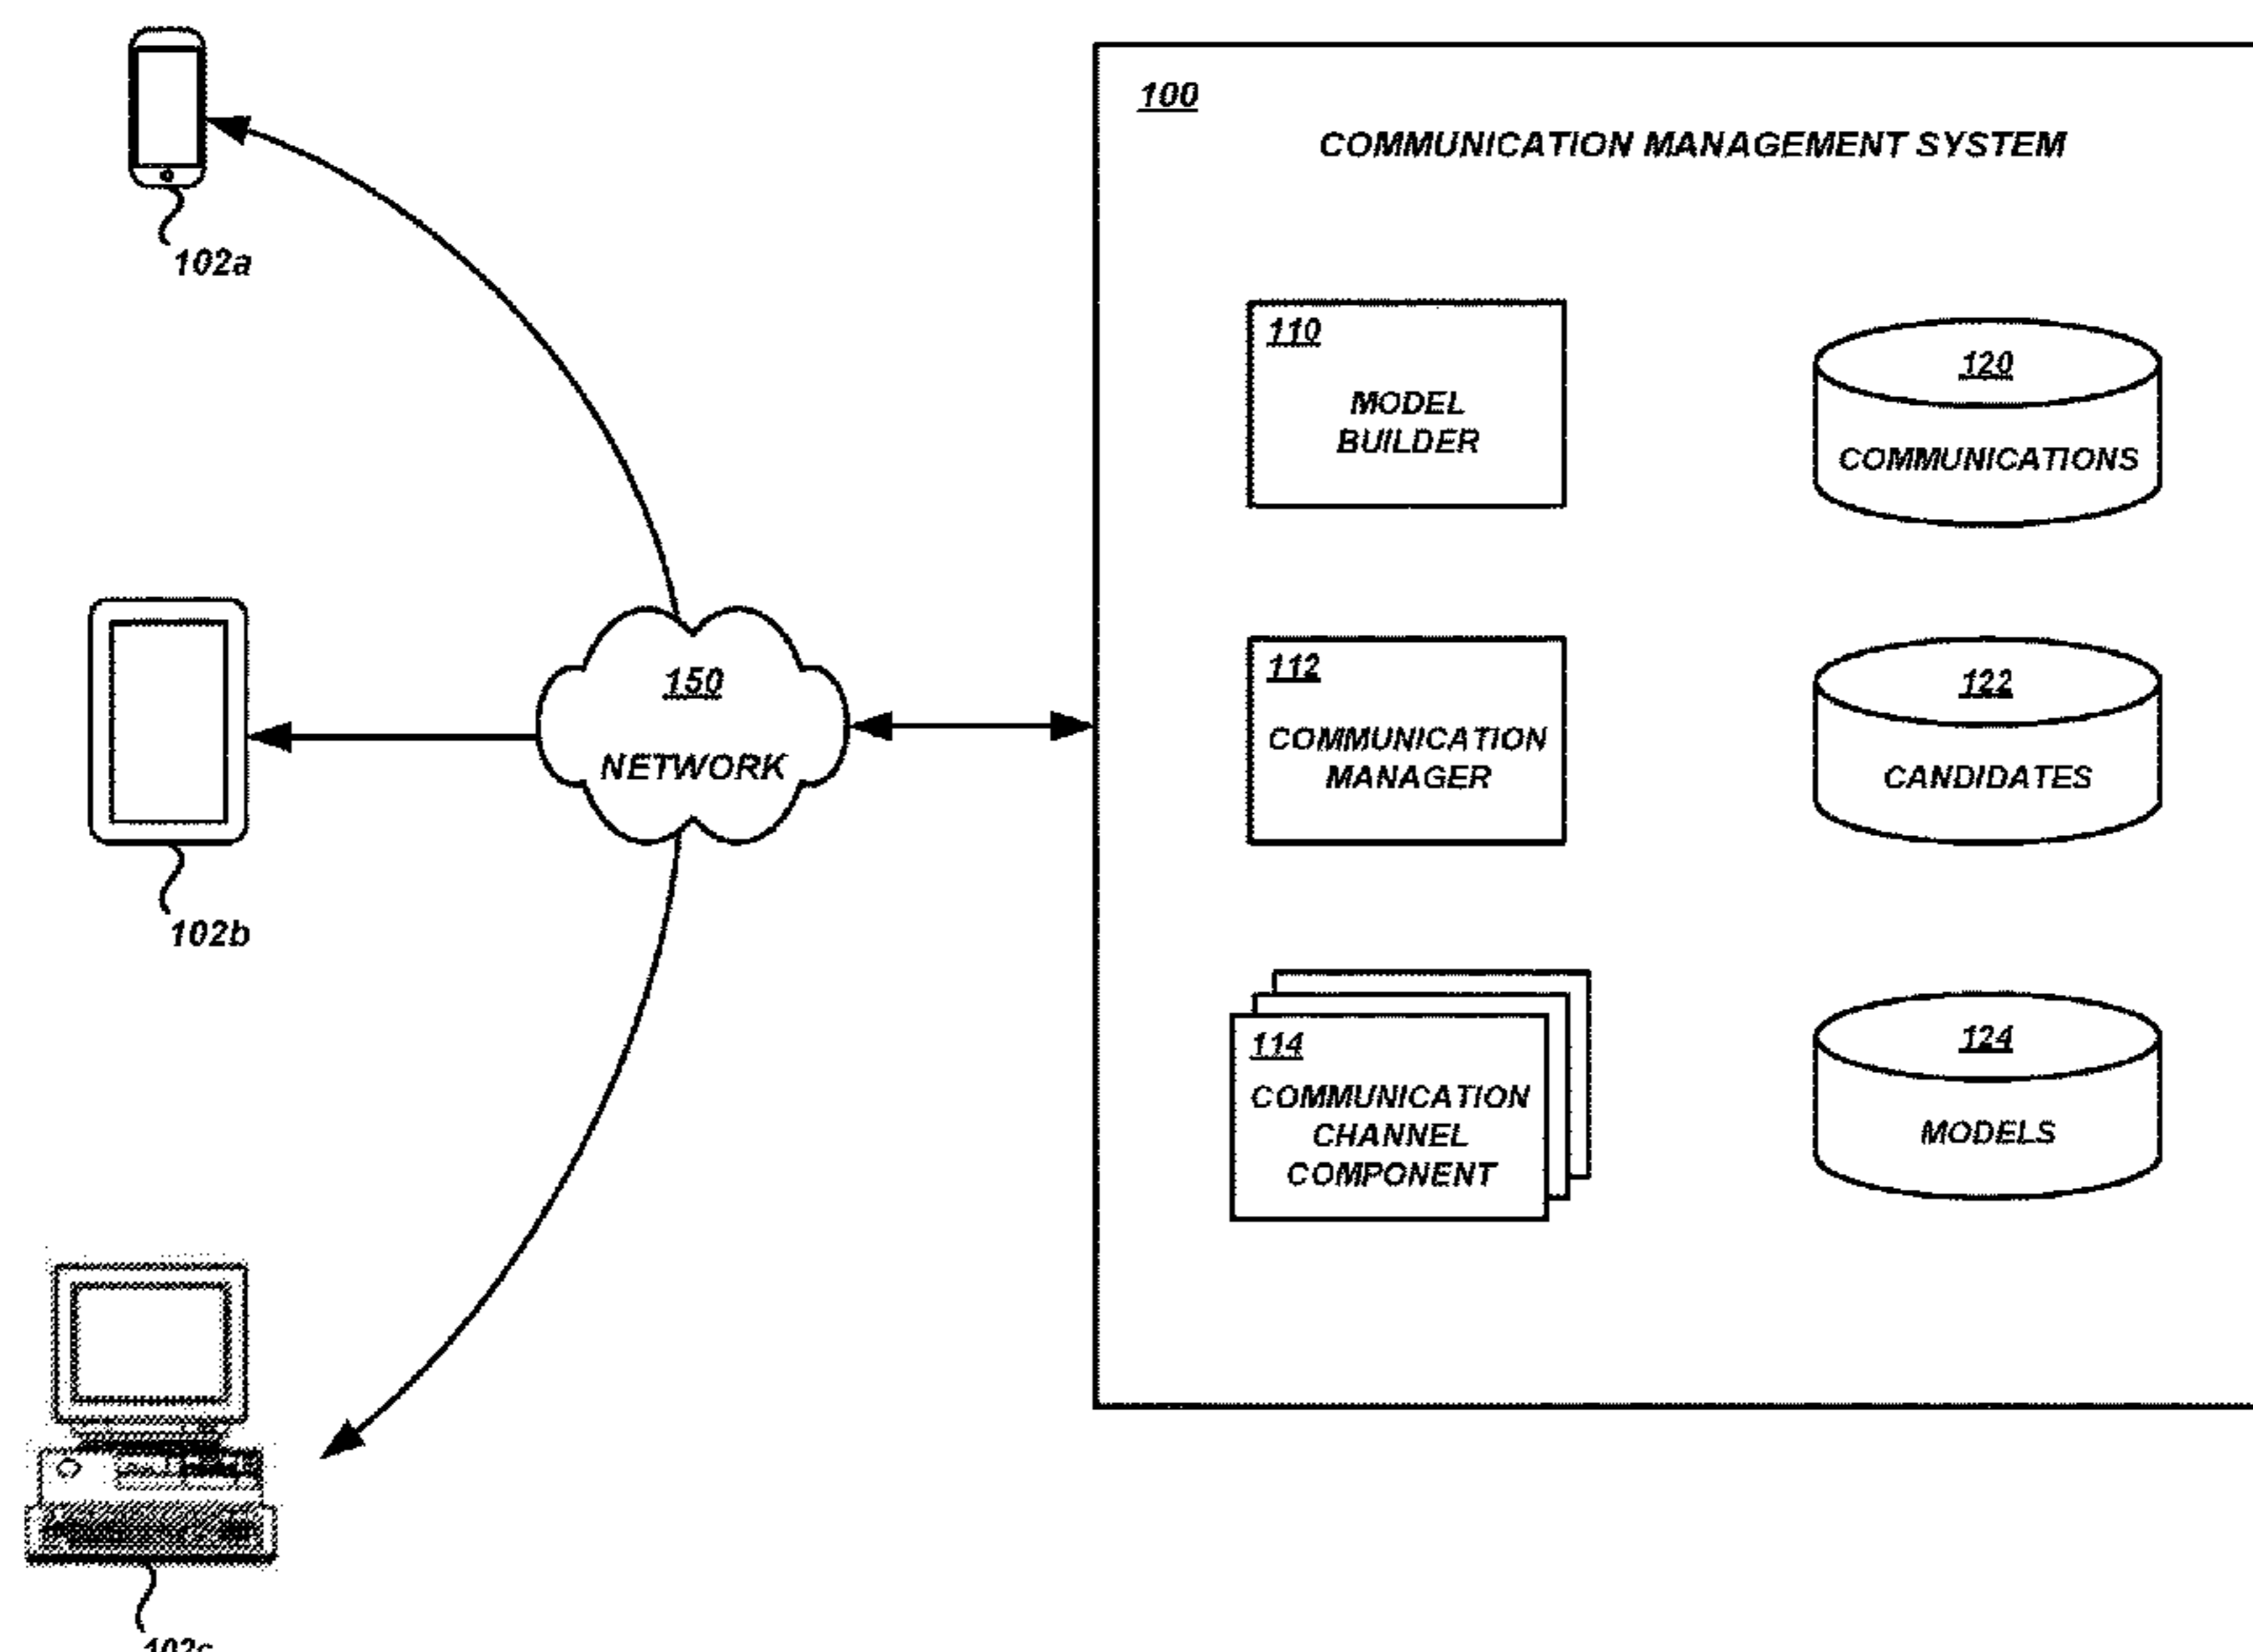 102a
102b
102c
150
NETWORK
100
COMMUNICATION MANAGEMENT SYSTEM
110
MODEL
BUILDER
120
COMMUNICATIONS
112
COMMUNICATION
MANAGER
122
CANDIDATES
114
COMMUNICATION
CHANNEL
COMPONENT
124
MODELS